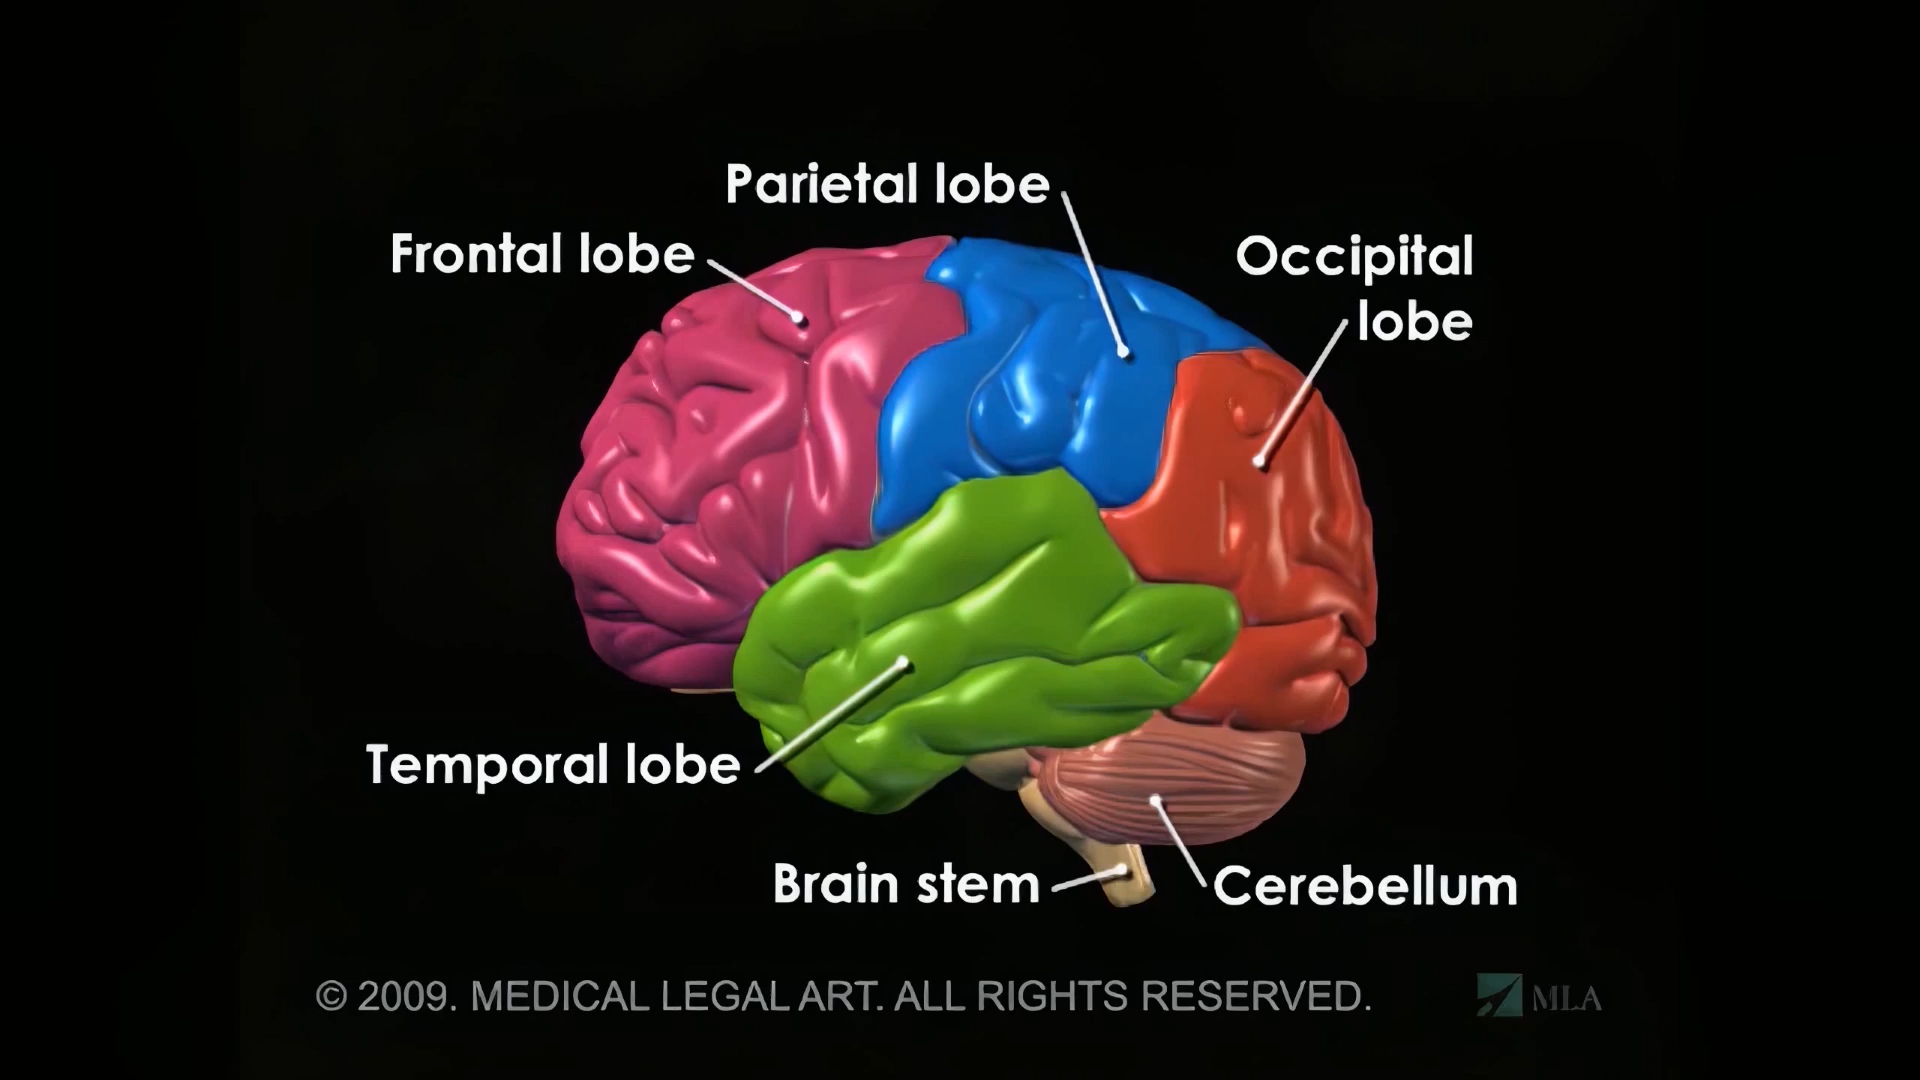 Parietal lobe
Frontal lobe
Occipital
lobe
Temporal lobe
Brain stem
Cerebellum
© 2009. MEDICAL LEGAL ART. ALL RIGHTS RESERVED.
MLA